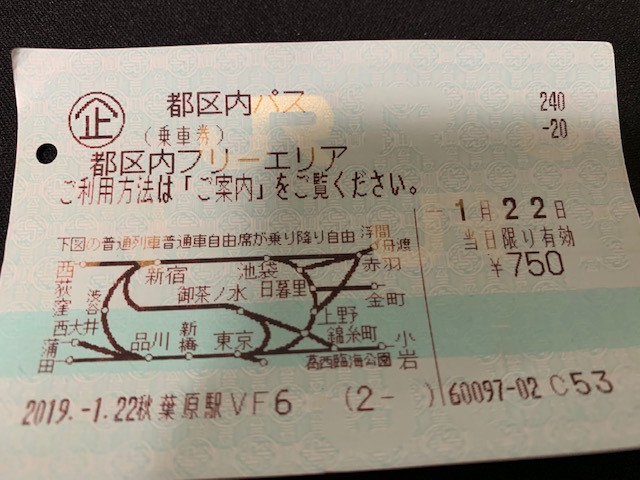 企 都区内パス 240
(乗車券) -20
都区内フリーエリア
ご利用方法は「ご案内」をご覧ください。
-1月22日
当日限り有効
¥750
下図の普通列車普通車自由席が乗り降り自由
浮間舟渡
西荻窪
新宿
池袋
赤羽
渋谷
御茶ノ水
日暮里
金町
西大井
上野
蒲田
品川
新橋
東京
錦糸町
小岩
葛西臨海公園
2019.-1.22秋葉原駅VF6 (2- ) 60097-02 C53